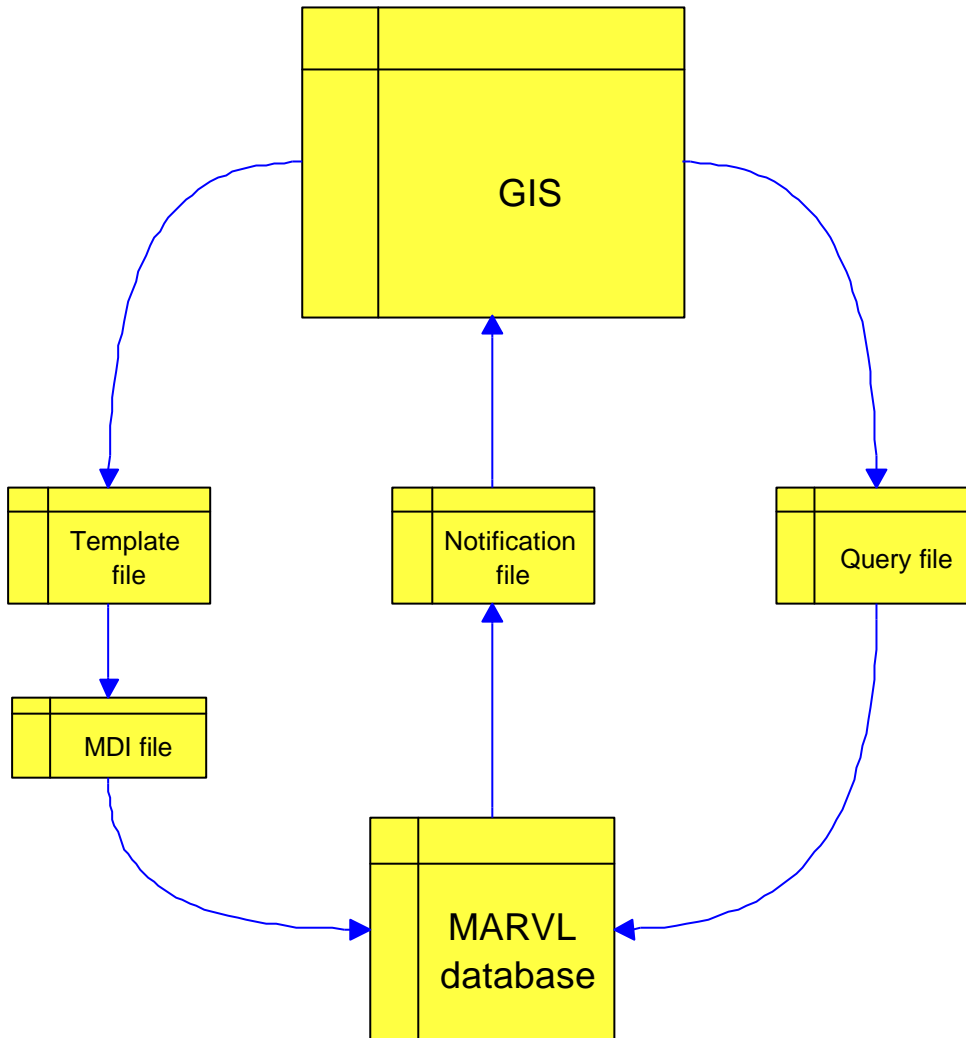 GIS
Template
file
Notification
file
Query file
MDI file
MARVL
database